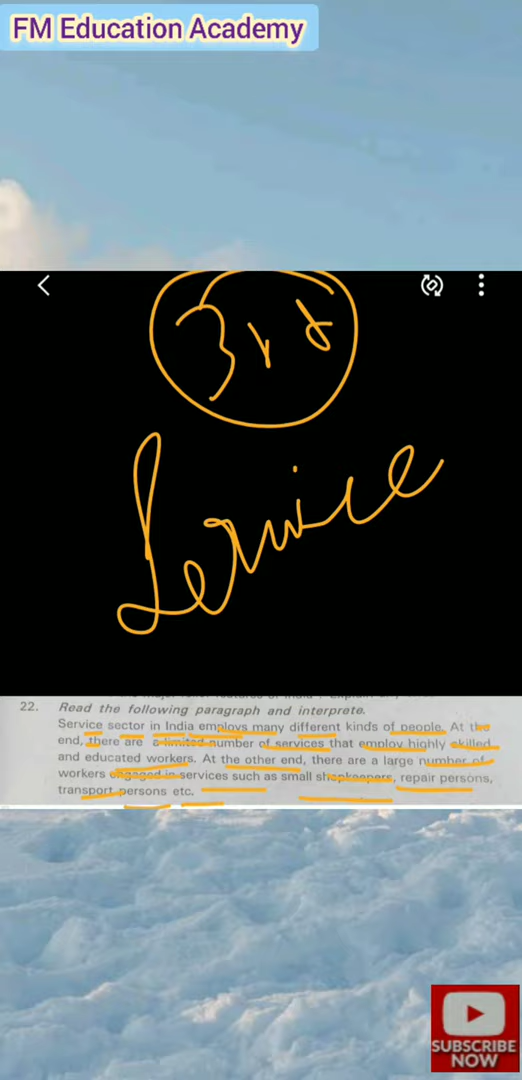 FM Education Academy
3rd
Service
22. Read the following paragraph and interpret.
Service sector in India employs many different kinds of people. At the
end, there are a limited number of services that employ highly skilled
and educated workers. At the other end, there are a large number of
workers engaged in services such as small shopkeepers, repair persons,
transport persons etc.
SUBSCRIBE
NOW